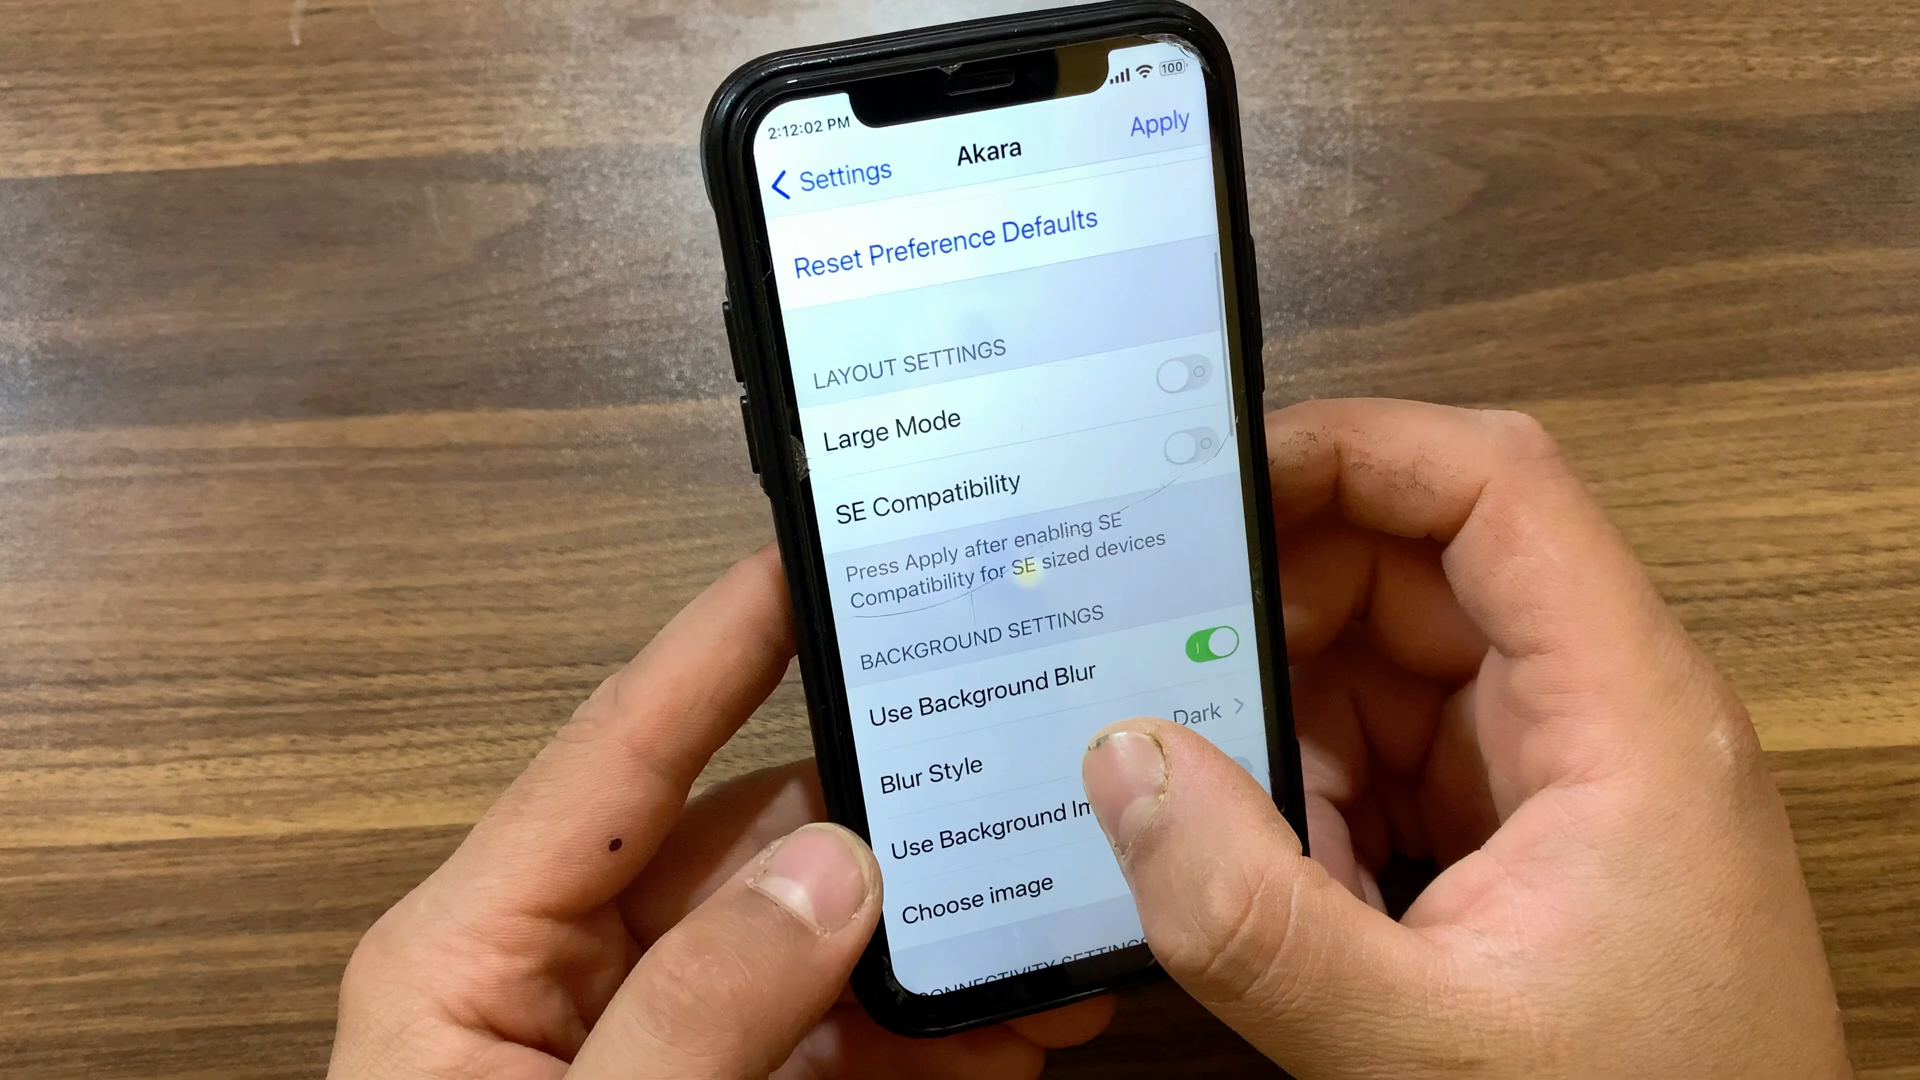 2:12:02 PM
100
Settings
Akara
Apply
Reset Preference Defaults
LAYOUT SETTINGS
Large Mode
SE Compatibility
Press Apply after enabling SE
Compatibility for SE sized devices
BACKGROUND SETTINGS
Use Background Blur
Blur Style
Dark
Use Background
Choose image